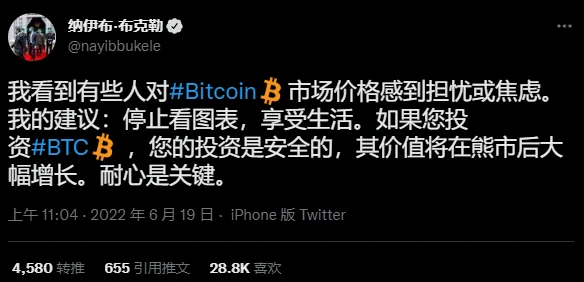 纳伊布·布克勒
@nayibbukele
我看到有些人对#Bitcoin 市场价格感到担忧或焦虑。
我的建议：停止看图表，享受生活。如果您投
资#BTC ，您的投资是安全的，其价值将在熊市后大
幅增长。耐心是关键。
上午 11:04 · 2022 年 6 月 19 日 · iPhone 版 Twitter
4,580 转推 655 引用推文 28.8K 喜欢